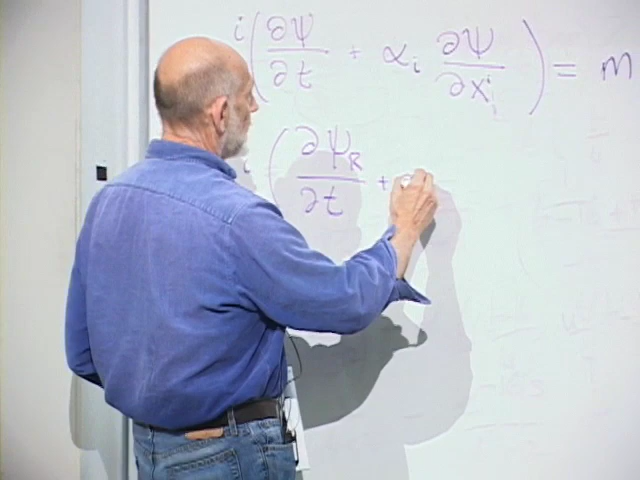 i(∂ψ/∂t + αᵢ ∂ψ/∂xᵢ) = m
i(∂ψ_R/∂t +